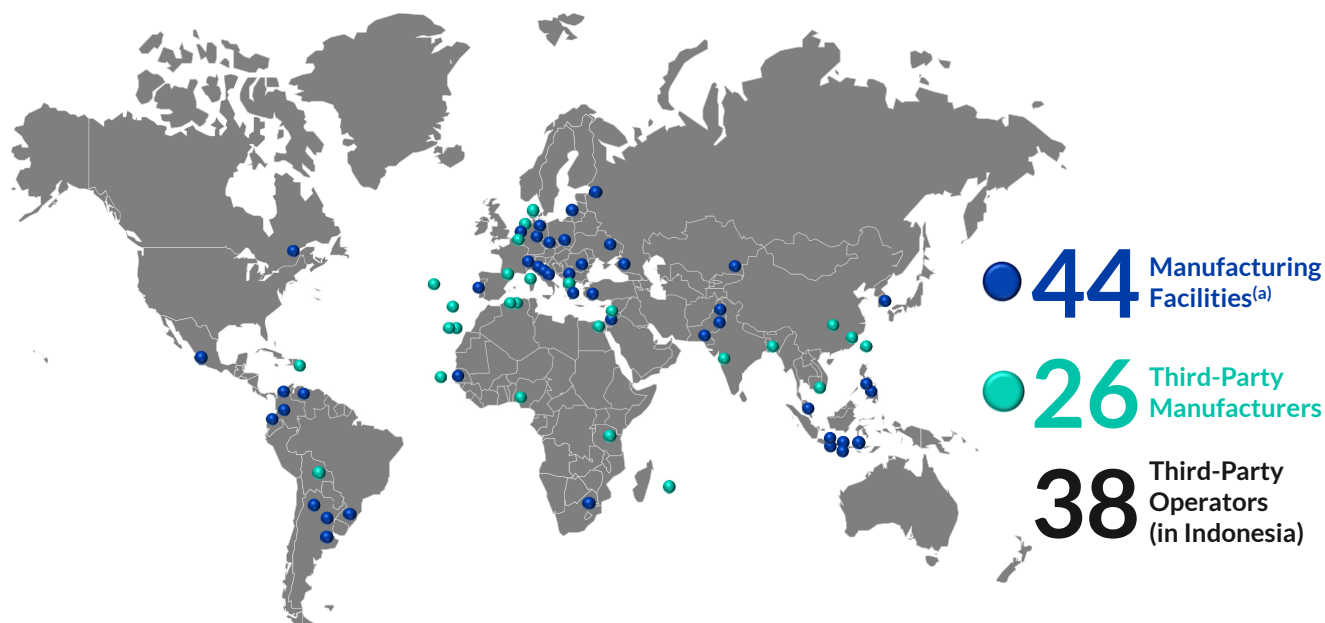 44 Manufacturing
Facilities(a)
26 Third-Party
Manufacturers
38 Third-Party
Operators
(in Indonesia)